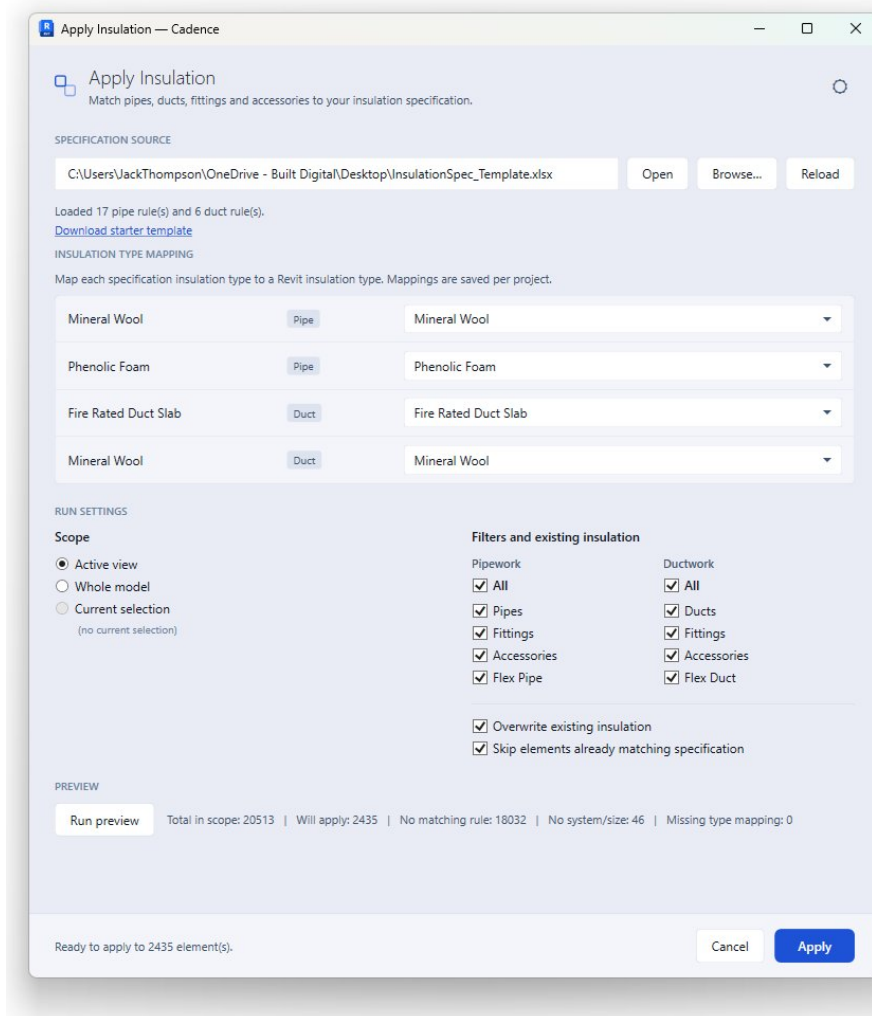 Apply Insulation — Cadence
Apply Insulation
Match pipes, ducts, fittings and accessories to your insulation specification.
SPECIFICATION SOURCE
C:\Users\JackThompson\OneDrive - Built Digital\Desktop\InsulationSpec_Template.xlsx Open Browse... Reload
Loaded 17 pipe rule(s) and 6 duct rule(s).
Download starter template
INSULATION TYPE MAPPING
Map each specification insulation type to a Revit insulation type. Mappings are saved per project.
Mineral Wool Pipe Mineral Wool
Phenolic Foam Pipe Phenolic Foam
Fire Rated Duct Slab Duct Fire Rated Duct Slab
Mineral Wool Duct Mineral Wool
RUN SETTINGS
Scope
Active view
Whole model
Current selection
(no current selection)
Filters and existing insulation
Pipework Ductwork
All All
Pipes Ducts
Fittings Fittings
Accessories Accessories
Flex Pipe Flex Duct
Overwrite existing insulation
Skip elements already matching specification
PREVIEW
Run preview Total in scope: 20513 | Will apply: 2435 | No matching rule: 18032 | No system/size: 46 | Missing type mapping: 0
Ready to apply to 2435 element(s). Cancel Apply